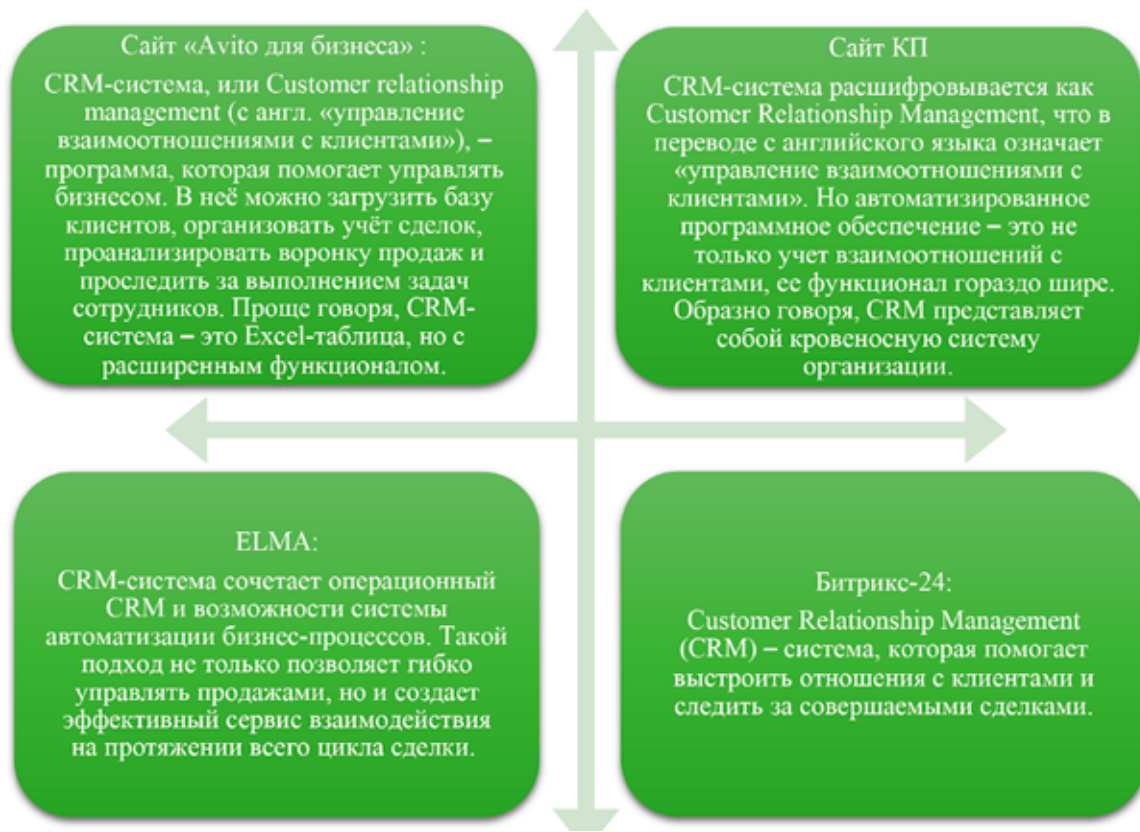 Сайт «Avito для бизнеса» :
CRM-система, или Customer relationship
management (с англ. «управление
взаимоотношениями с клиентами»), –
программа, которая помогает управлять
бизнесом. В неё можно загрузить базу
клиентов, организовать учёт сделок,
проанализировать воронку продаж и
проследить за выполнением задач
сотрудников. Проще говоря, CRM-
система – это Excel-таблица, но с
расширенным функционалом.
Сайт КП
CRM-система расшифровывается как
Customer Relationship Management, что в
переводе с английского языка означает
«управление взаимоотношениями с
клиентами». Но автоматизированное
программное обеспечение – это не
только учет взаимоотношений с
клиентами, ее функционал гораздо шире.
Образно говоря, CRM представляет
собой кровеносную систему
организации.
ELMA:
CRM-система сочетает операционный
CRM и возможности системы
автоматизации бизнес-процессов. Такой
подход не только позволяет гибко
управлять продажами, но и создает
эффективный сервис взаимодействия
на протяжении всего цикла сделки.
Битрикс-24:
Customer Relationship Management
(CRM) – система, которая помогает
выстроить отношения с клиентами и
следить за совершаемыми сделками.